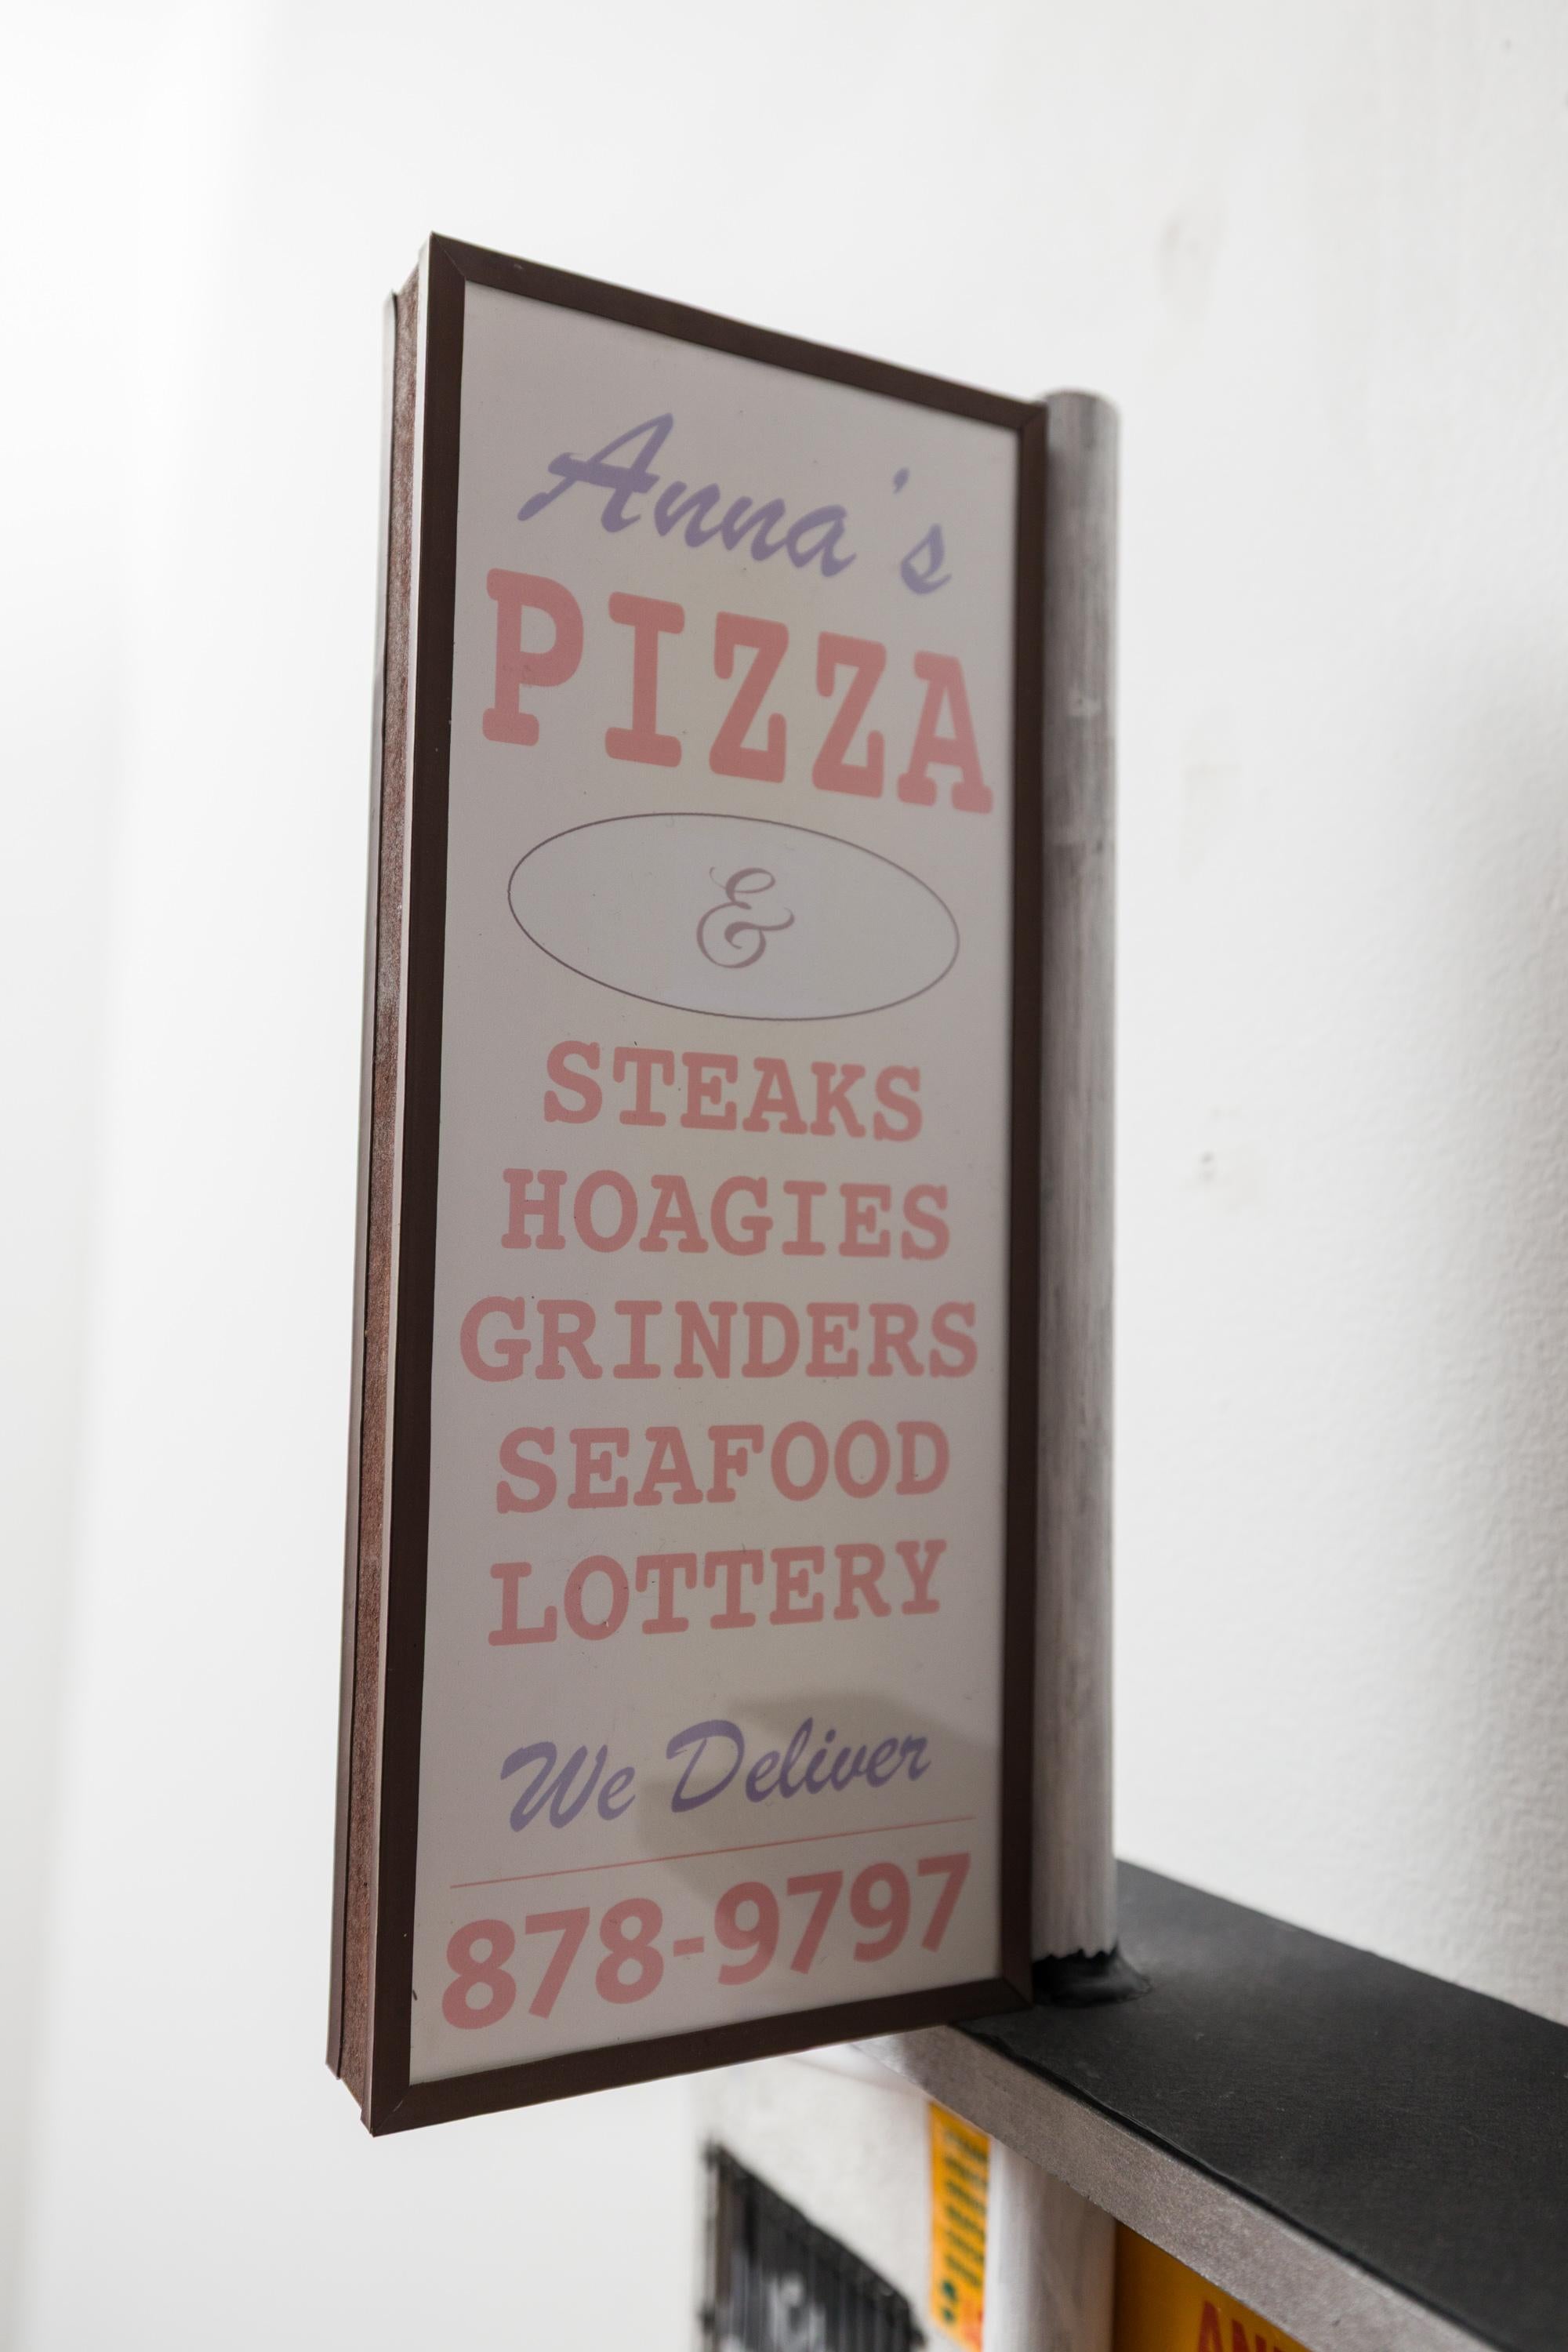 Anna's
PIZZA
&
STEAKS
HOAGIES
GRINDERS
SEAFOOD
LOTTERY
We Deliver
878-9797